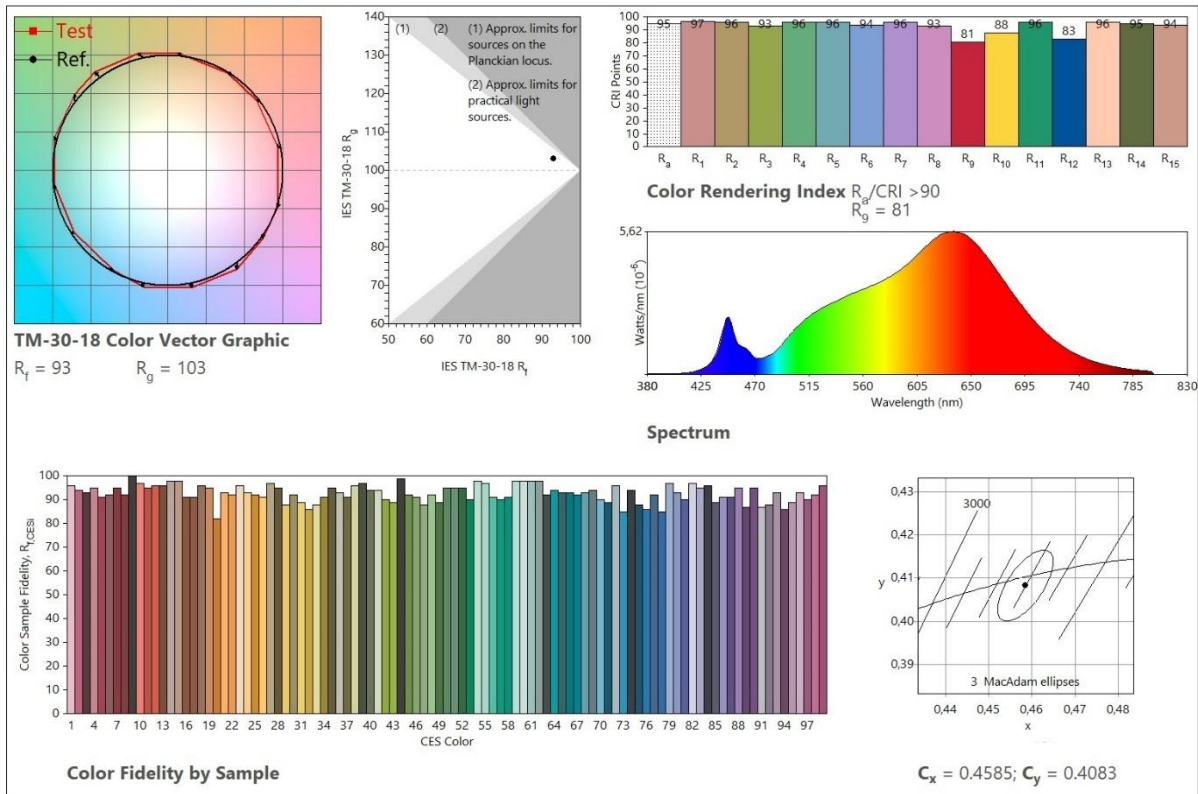 Test
Ref.
TM-30-18 Color Vector Graphic
Rf = 93 Rg = 103
140
130
120
110
100
90
80
70
60
IES TM-30-18 Rg
(1) (2) (1) Approx. limits for
sources on the
Planckian locus.
(2) Approx. limits for
practical light
sources.
50 60 70 80 90 100
IES TM-30-18 Rf
100
90
80
70
60
50
40
30
20
10
0
CRI Points
95 97 96 93 96 96 94 96 93 81 88 96 83 96 95 94
Ra R1 R2 R3 R4 R5 R6 R7 R8 R9 R10 R11 R12 R13 R14 R15
Color Rendering Index Ra/CRI >90
R9 = 81
5,62
Watts/nm (10-6)
380 425 470 515 560 605 650 695 740 785 830
Wavelength (nm)
Spectrum
100
90
80
70
60
50
40
30
20
10
0
Color Sample Fidelity, Rf,CESi
1 4 7 10 13 16 19 22 25 28 31 34 37 40 43 46 49 52 55 58 61 64 67 70 73 76 79 82 85 88 91 94 97
CES Color
Color Fidelity by Sample
0,43
0,42
0,41
0,40
0,39
y
3000
3 MacAdam ellipses
0,44 0,45 0,46 0,47 0,48
x
Cx = 0.4585; Cy = 0.4083